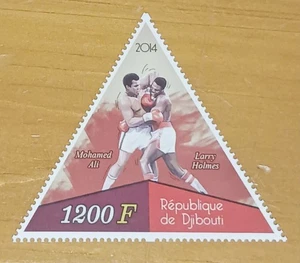 2014
Mohamed
Ali
Larry
Holmes
1200 F
République
de Djibouti